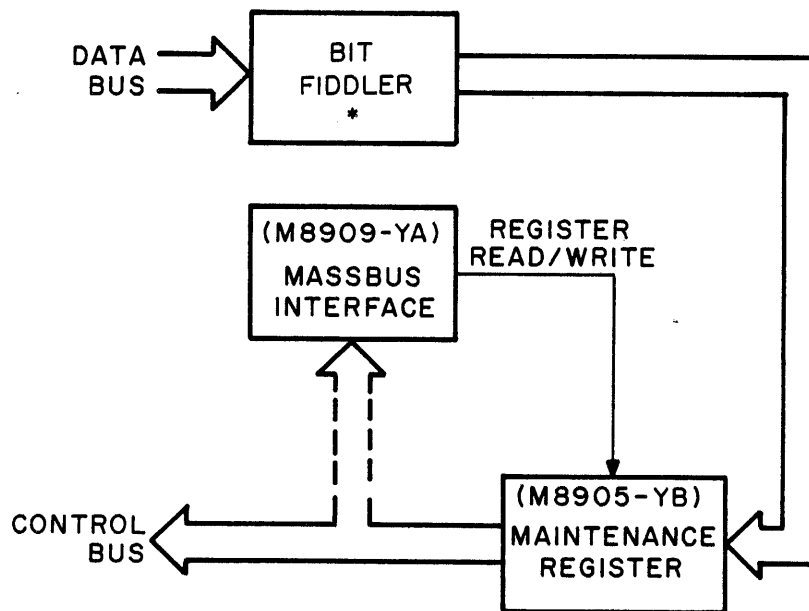 DATA
BUS
BIT
FIDDLER
*
(M8909-YA)
MASSBUS
INTERFACE
REGISTER
READ/WRITE
CONTROL
BUS
(M8905-YB)
MAINTENANCE
REGISTER